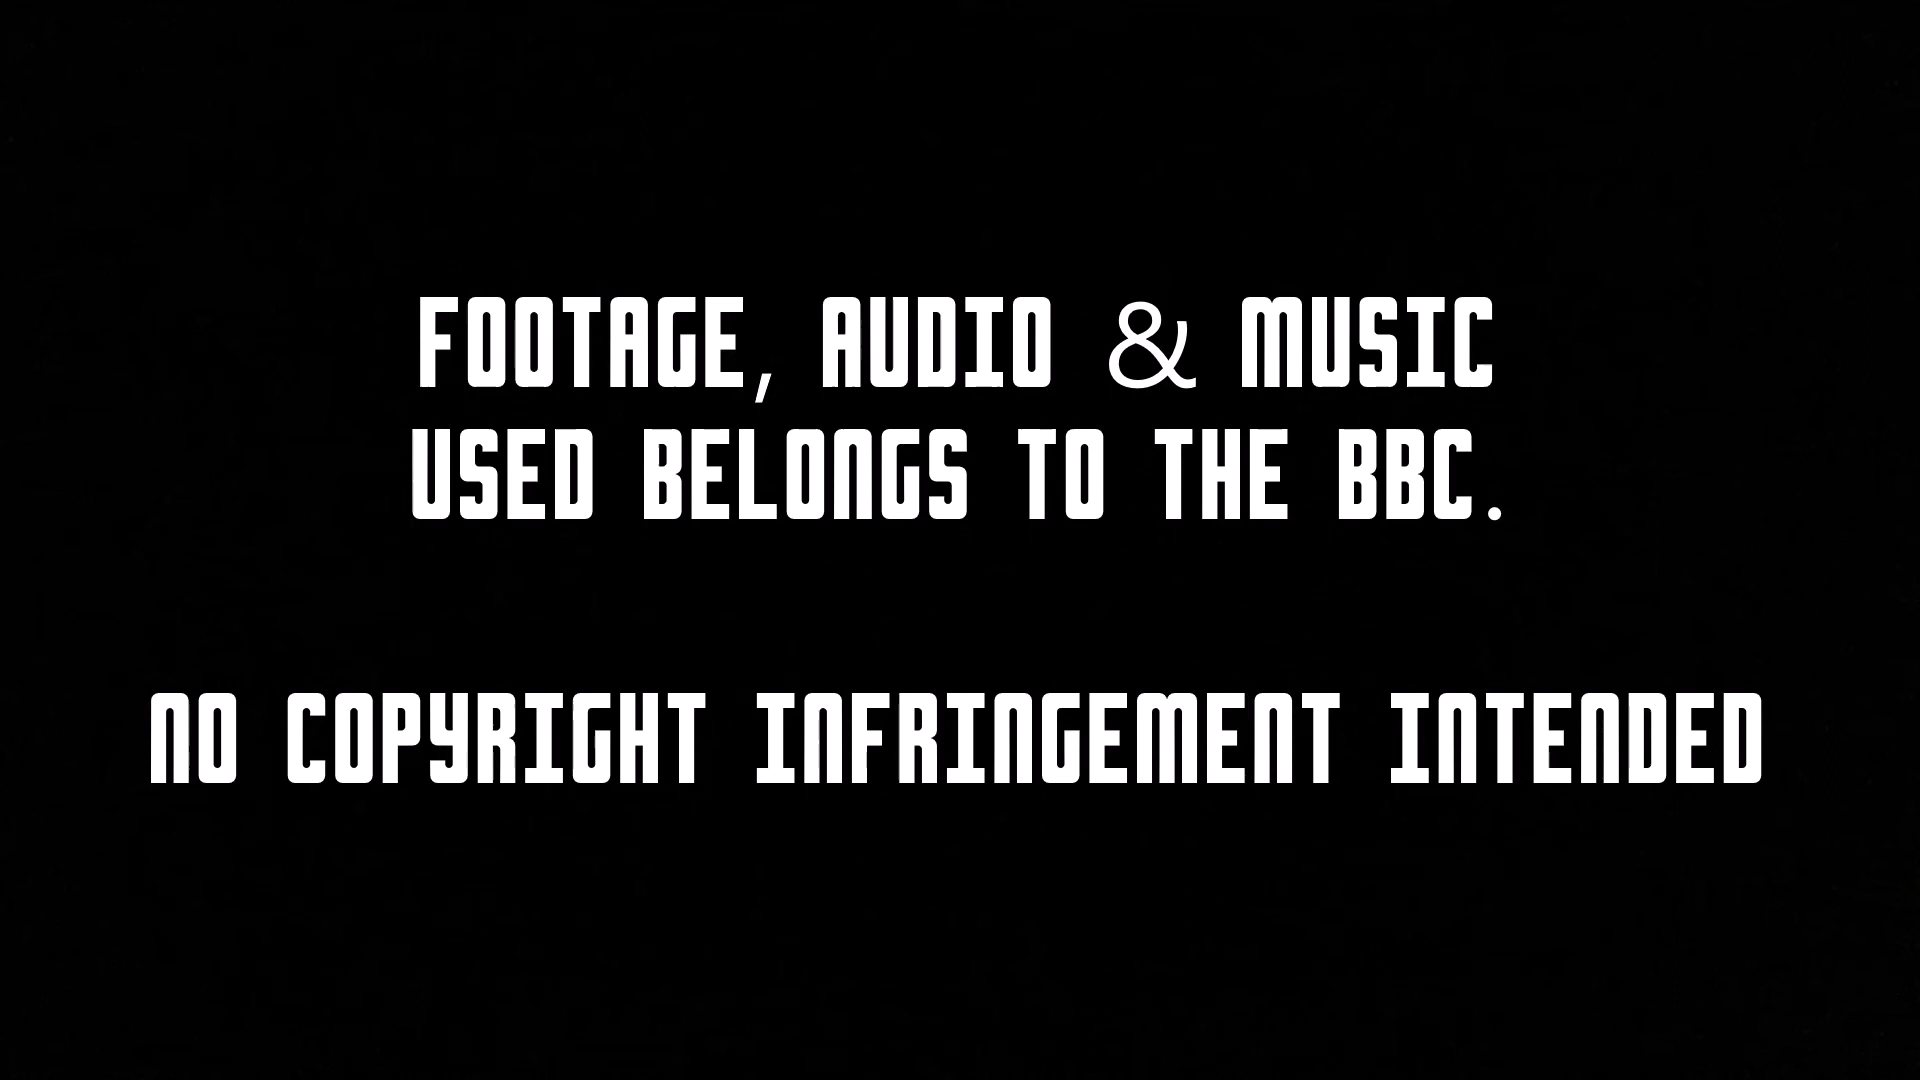 FOOTAGE, AUDIO & MUSIC
USED BELONGS TO THE BBC.
NO COPYRIGHT INFRINGEMENT INTENDED